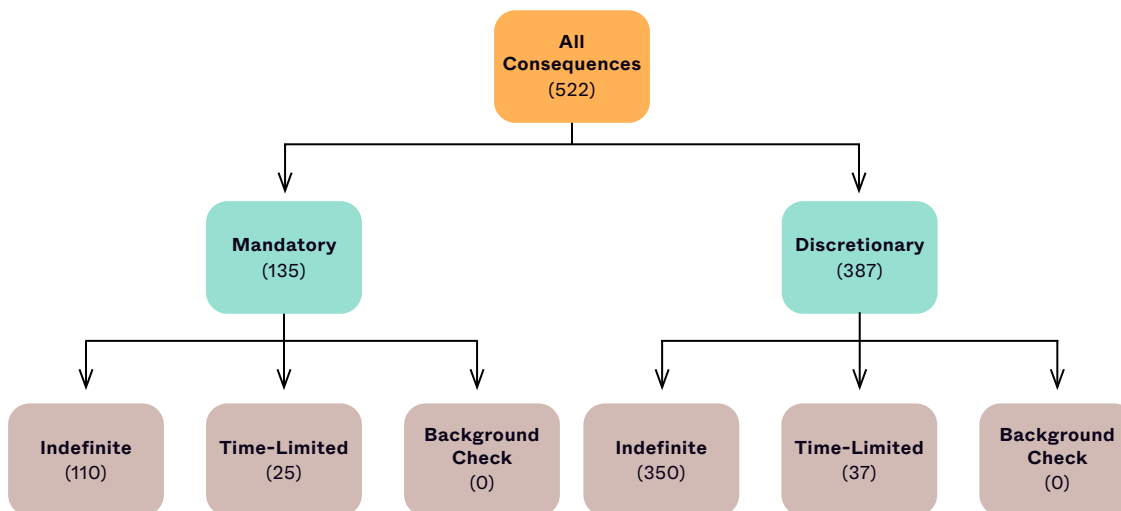 All
Consequences
(522)
Mandatory
(135)
Discretionary
(387)
Indefinite
(110)
Time-Limited
(25)
Background
Check
(0)
Indefinite
(350)
Time-Limited
(37)
Background
Check
(0)